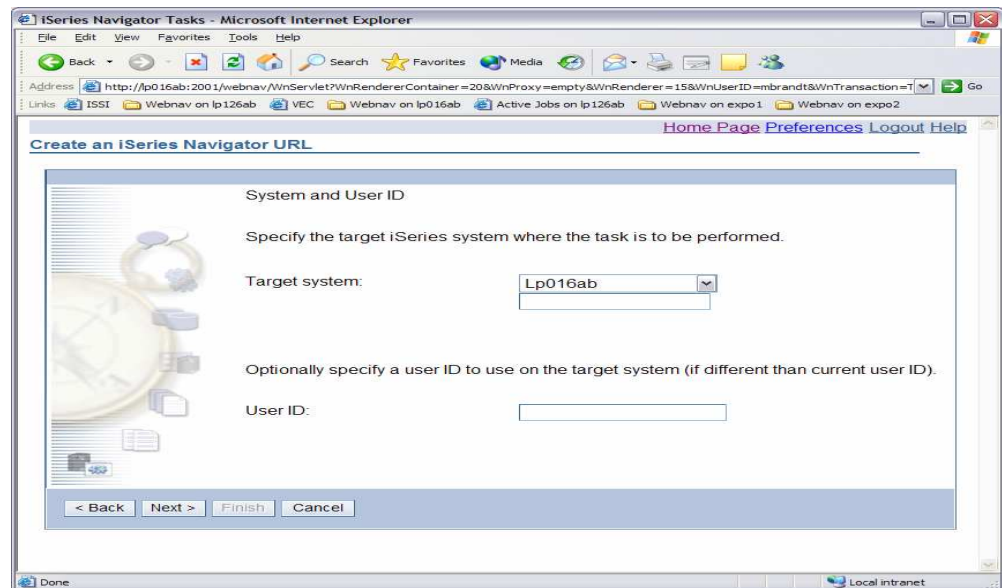 iSeries Navigator Tasks - Microsoft Internet Explorer
File Edit View Favorites Tools Help
Back Search Favorites Media
Address http://lp016ab:2001/webnav/WnServlet?WnRendererContainer=20&WnProxy=empty&WnRenderer=15&WnUserID=mbrandt&WnTransaction=T Go
Links ISSI Webnav on lp126ab VEC Webnav on lp016ab Active Jobs on lp126ab Webnav on expo1 Webnav on expo2
Home Page Preferences Logout Help
Create an iSeries Navigator URL
System and User ID
Specify the target iSeries system where the task is to be performed.
Target system: Lp016ab
Optionally specify a user ID to use on the target system (if different than current user ID).
User ID:
< Back Next > Finish Cancel
Done Local intranet